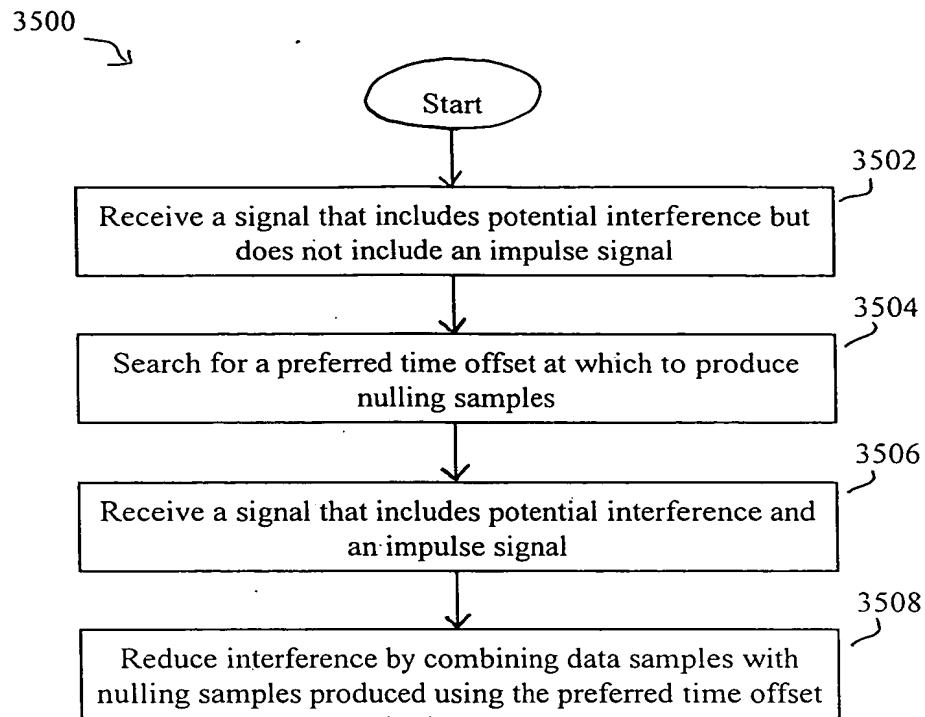 3500
Start
3502
Receive a signal that includes potential interference but
does not include an impulse signal
3504
Search for a preferred time offset at which to produce
nulling samples
3506
Receive a signal that includes potential interference and
an impulse signal
3508
Reduce interference by combining data samples with
nulling samples produced using the preferred time offset